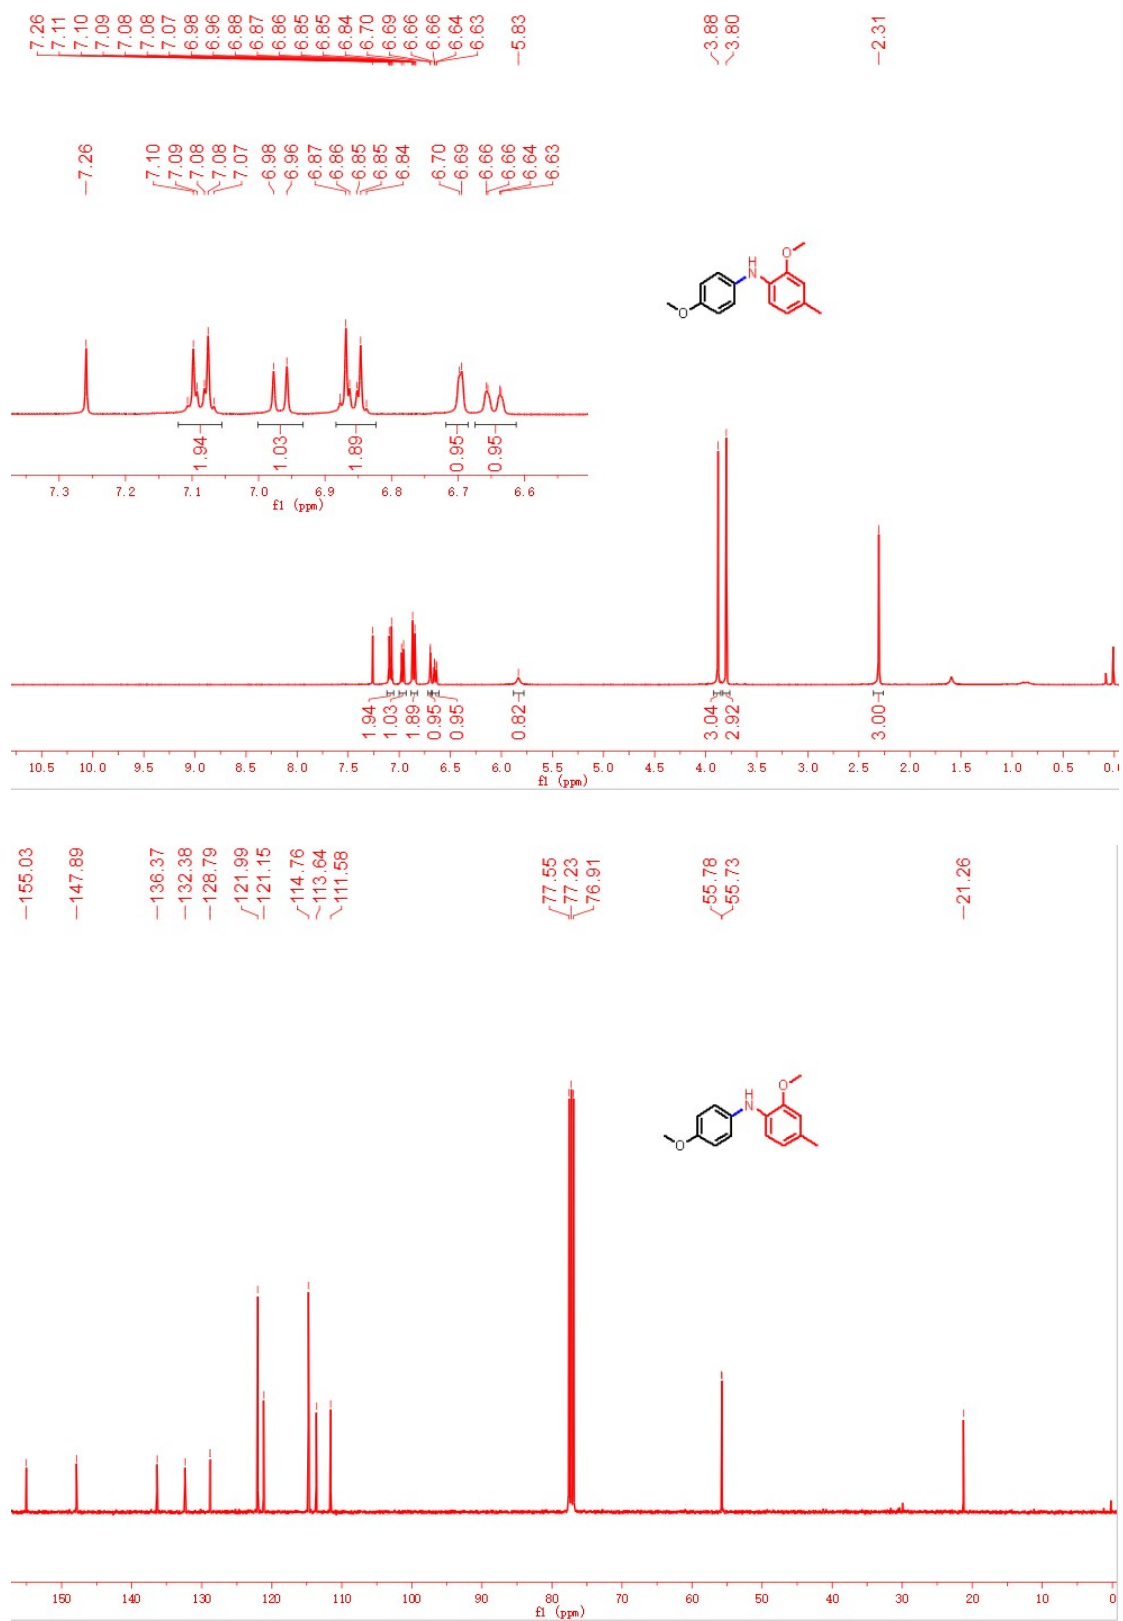 7.26 7.11 7.10 7.09 7.08 7.08 7.07 6.98 6.96 6.88 6.87 6.86 6.85 6.85 6.84 6.70 6.69 6.66 6.66 6.64 6.63 5.83 3.88 3.80 2.31
7.26 7.10 7.09 7.08 7.08 7.07 6.98 6.96 6.87 6.86 6.85 6.85 6.84 6.70 6.69 6.66 6.66 6.64 6.63
H
N
O
O
1.94 1.03 1.89 0.95 0.95
7.3 7.2 7.1 7.0 6.9 6.8 6.7 6.6
f1 (ppm)
1.94 1.03 1.89 0.95 0.95 0.82 3.04 2.92 3.00
10.5 10.0 9.5 9.0 8.5 8.0 7.5 7.0 6.5 6.0 5.5 5.0 4.5 4.0 3.5 3.0 2.5 2.0 1.5 1.0 0.5 0.0
f1 (ppm)
155.03 147.89 136.37 132.38 128.79 121.99 121.15 114.76 113.64 111.58 77.55 77.23 76.91 55.78 55.73 21.26
H
N
O
O
150 140 130 120 110 100 90 80 70 60 50 40 30 20 10 0
f1 (ppm)